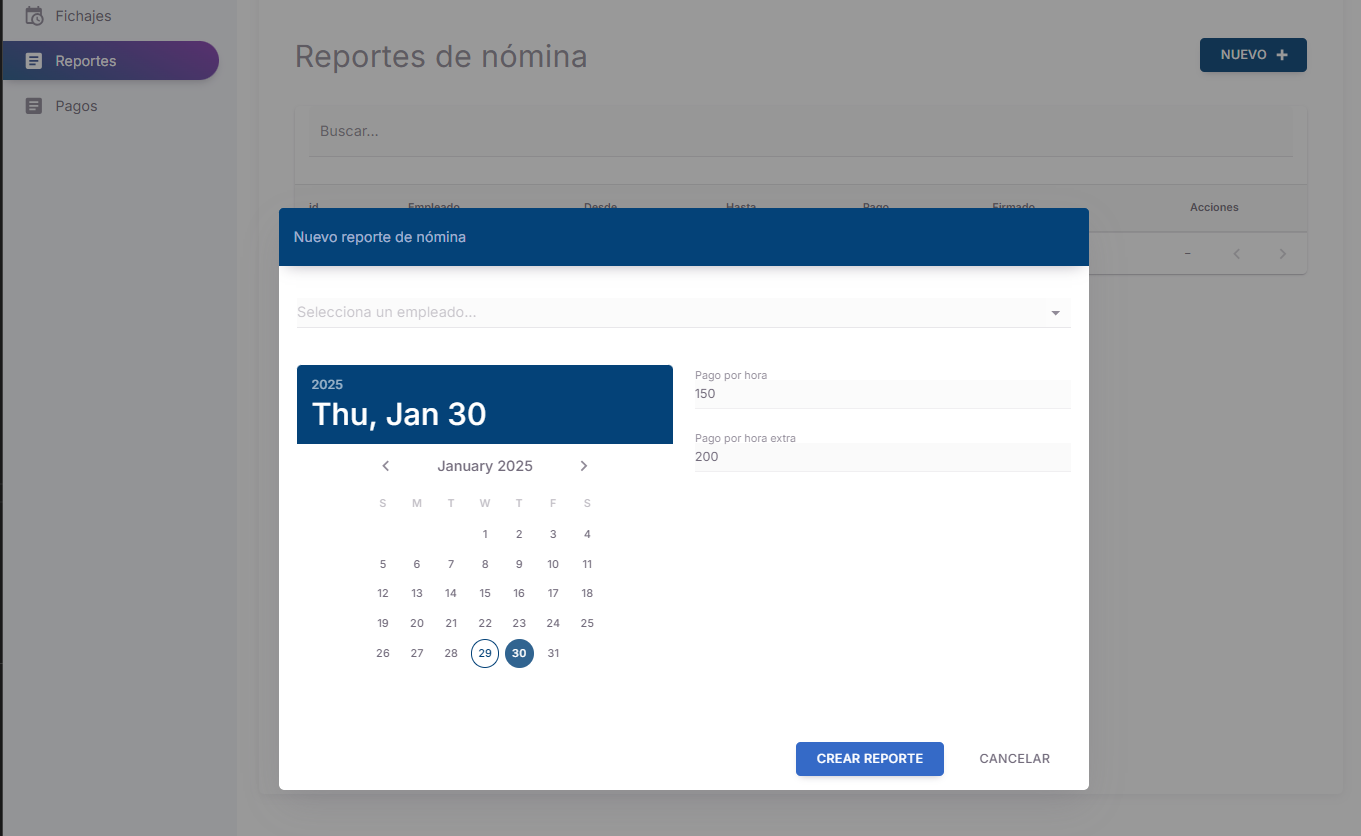 Fichajes
Reportes
Pagos
Reportes de nómina
NUEVO
Buscar...
id Empleado Desde Hasta Pago Firmado Acciones
–
Nuevo reporte de nómina
Selecciona un empleado...
2025
Thu, Jan 30
January 2025
S M T W T F S
1 2 3 4
5 6 7 8 9 10 11
12 13 14 15 16 17 18
19 20 21 22 23 24 25
26 27 28 29 30 31
Pago por hora
150
Pago por hora extra
200
CREAR REPORTE
CANCELAR